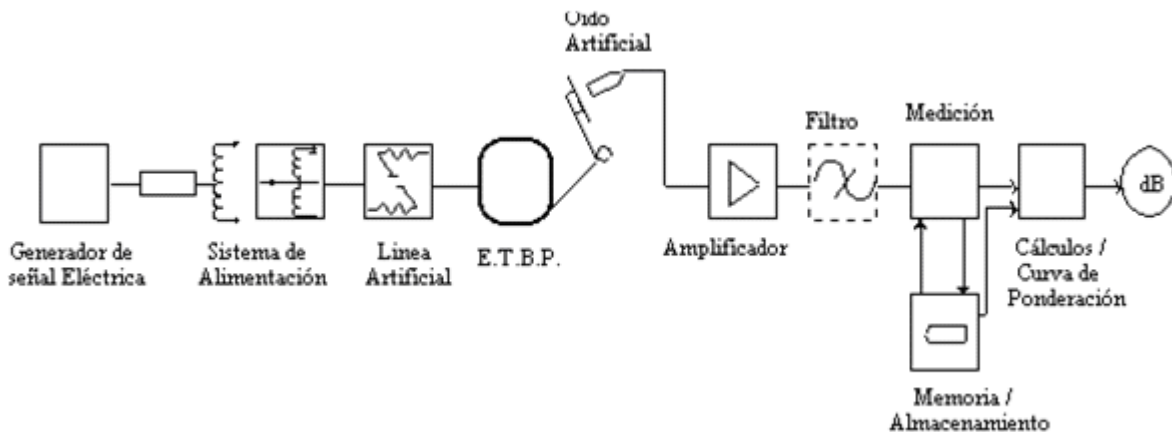 Oído
Artificial
Filtro
Medición
dB
Generador de
señal Eléctrica
Sistema de
Alimentación
Linea
Artificial
E.T.B.P.
Amplificador
Cálculos /
Curva de
Ponderación
Memoria /
Almacenamiento